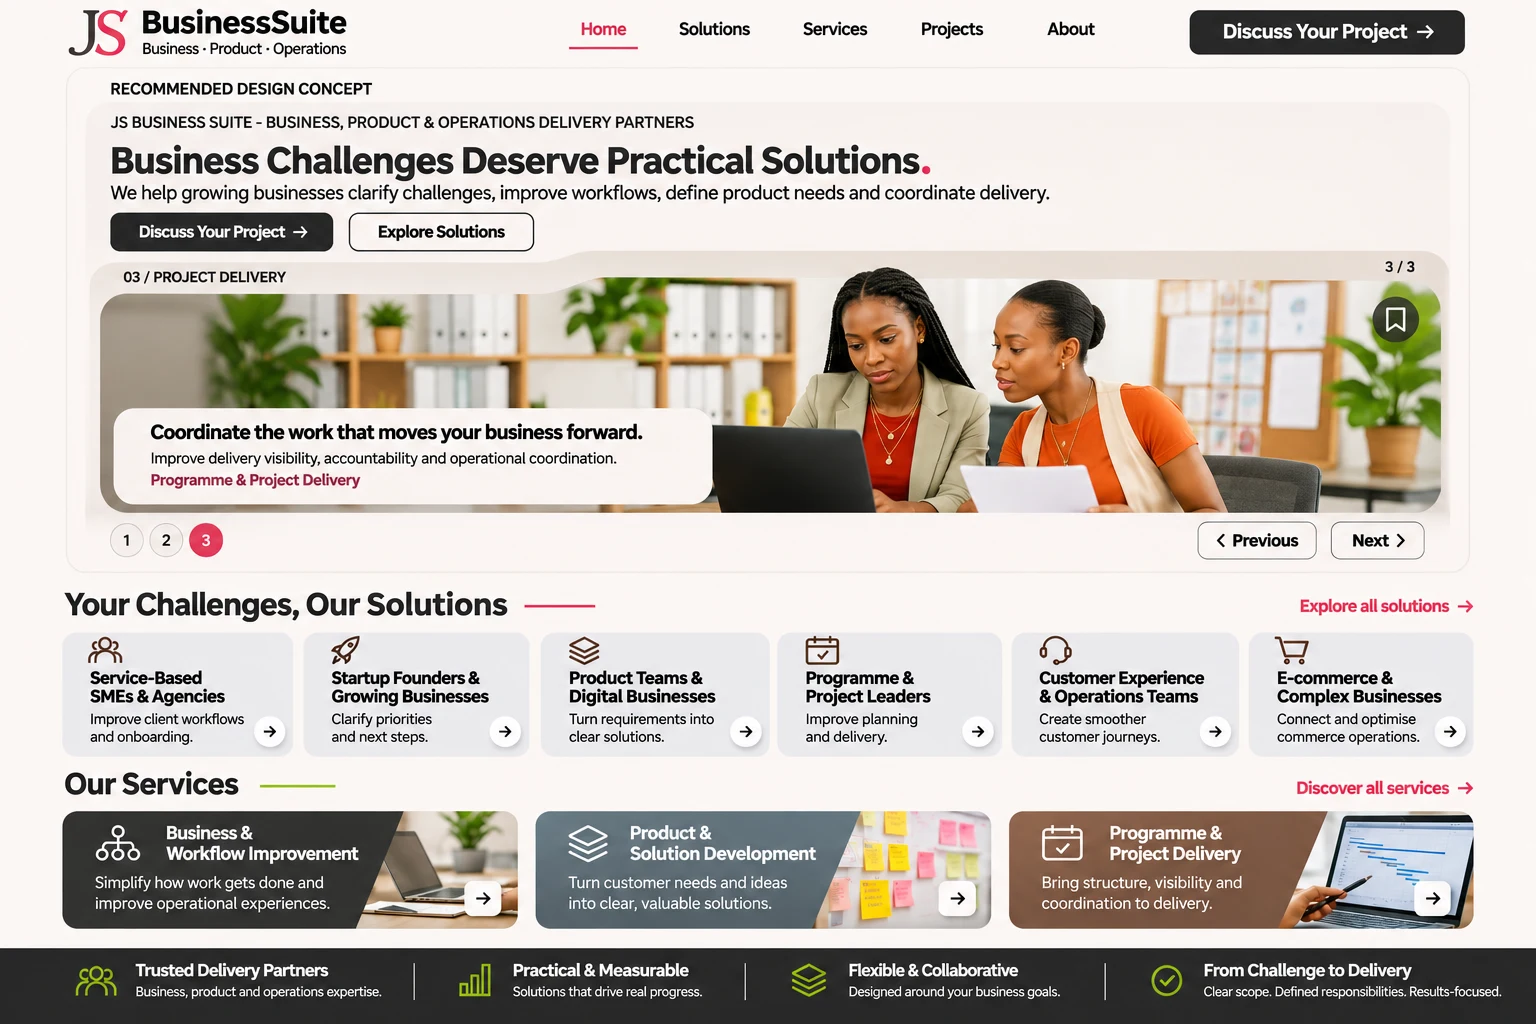 JS BusinessSuite
Business · Product · Operations
Home
Solutions
Services
Projects
About
Discuss Your Project →
RECOMMENDED DESIGN CONCEPT
JS BUSINESS SUITE - BUSINESS, PRODUCT & OPERATIONS DELIVERY PARTNERS
Business Challenges Deserve Practical Solutions.
We help growing businesses clarify challenges, improve workflows, define product needs and coordinate delivery.
Discuss Your Project →
Explore Solutions
03 / PROJECT DELIVERY
3 / 3
Coordinate the work that moves your business forward.
Improve delivery visibility, accountability and operational coordination.
Programme & Project Delivery
1
2
3
Previous
Next
Your Challenges, Our Solutions
Explore all solutions →
Service-Based
SMEs & Agencies
Improve client workflows
and onboarding.
Startup Founders &
Growing Businesses
Clarify priorities
and next steps.
Product Teams &
Digital Businesses
Turn requirements into
clear solutions.
Programme &
Project Leaders
Improve planning
and delivery.
Customer Experience
& Operations Teams
Create smoother
customer journeys.
E-commerce &
Complex Businesses
Connect and optimise
commerce operations.
Our Services
Discover all services →
Business &
Workflow Improvement
Simplify how work gets done and
improve operational experiences.
Product &
Solution Development
Turn customer needs and ideas
into clear, valuable solutions.
Programme &
Project Delivery
Bring structure, visibility and
coordination to delivery.
Trusted Delivery Partners
Business, product and operations expertise.
Practical & Measurable
Solutions that drive real progress.
Flexible & Collaborative
Designed around your business goals.
From Challenge to Delivery
Clear scope. Defined responsibilities. Results-focused.